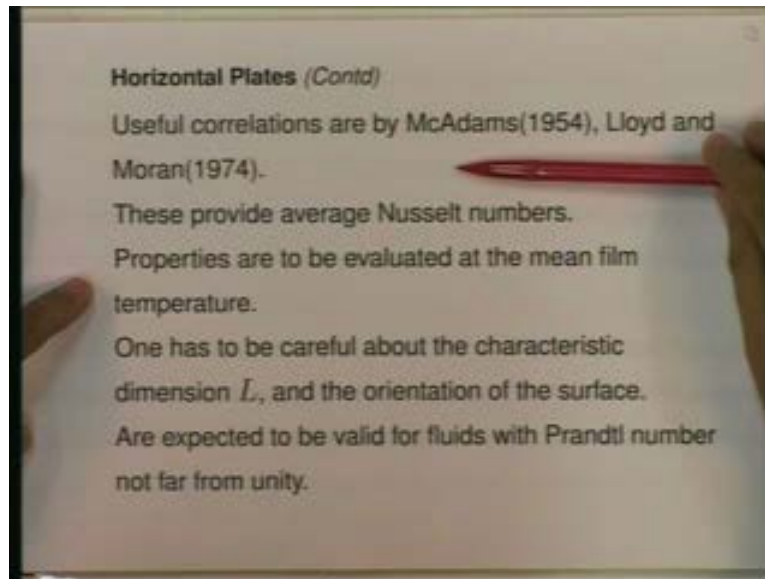 Horizontal Plates (Contd)
Useful correlations are by McAdams(1954), Lloyd and
Moran(1974).
These provide average Nusselt numbers.
Properties are to be evaluated at the mean film
temperature.
One has to be careful about the characteristic
dimension L, and the orientation of the surface.
Are expected to be valid for fluids with Prandtl number
not far from unity.